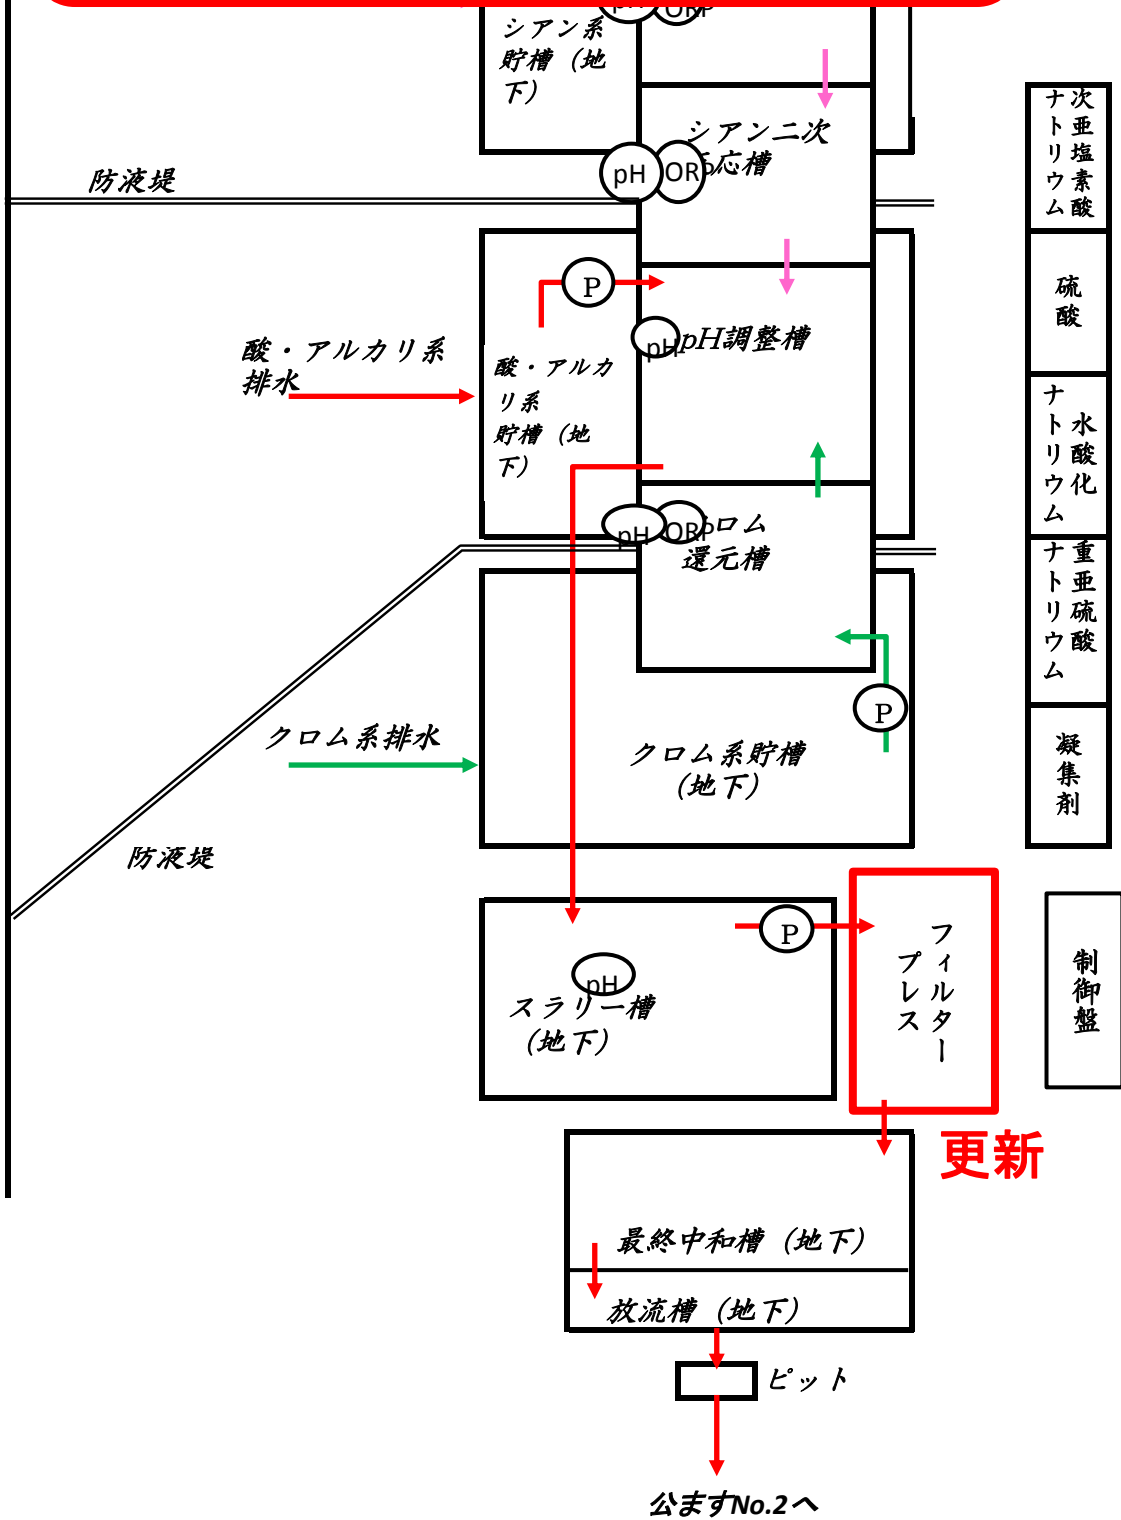 pH
ORP
シアン系
貯槽（地
下）
シアン二次
応槽
pH
ORP
防液堤
P
酸・アルカリ系
排水
pH
pH調整槽
酸・アルカ
リ系
貯槽（地
下）
pH
ORP
ロム
還元槽
P
クロム系排水
クロム系貯槽
（地下）
防液堤
次亜塩素酸
ナトリウム
硫酸
水酸化
ナトリウム
重亜硫酸
ナトリウム
凝集剤
P
pH
スラリー槽
（地下）
フィルター
プレス
制御盤
更新
最終中和槽（地下）
放流槽（地下）
ピット
公ますNo.2へ